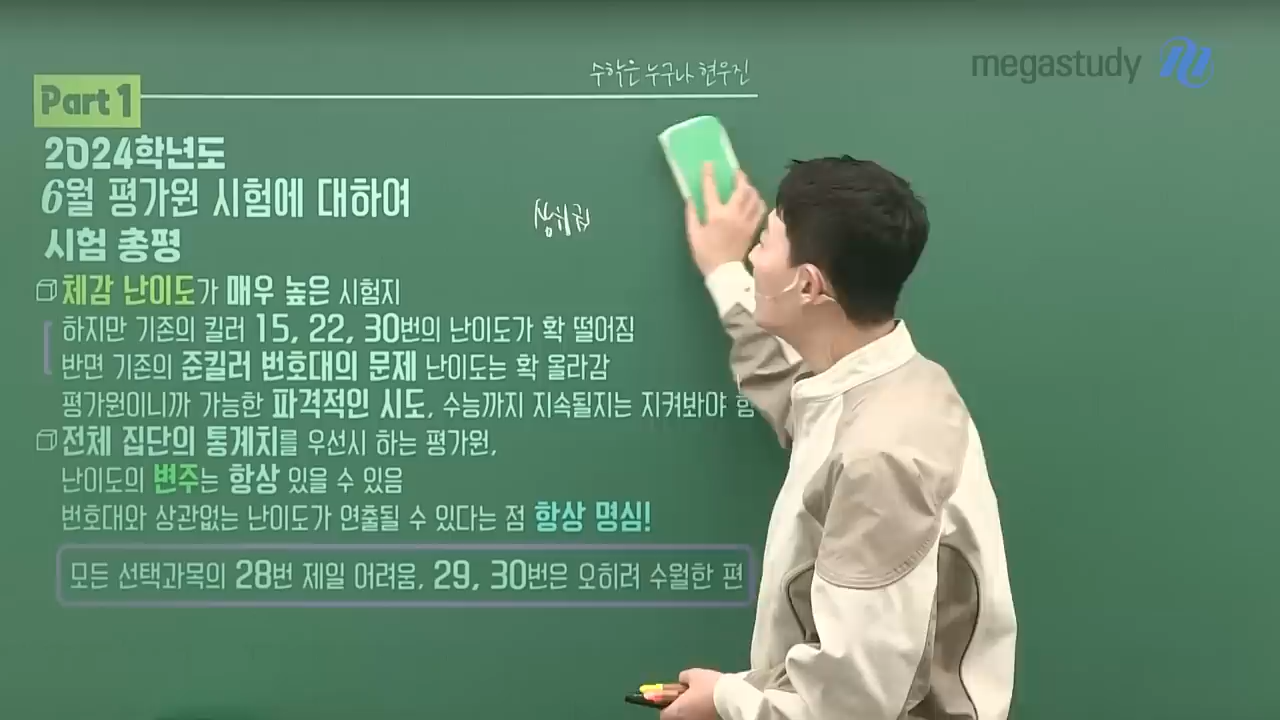 megastudy
수학은 누구나 현우진
Part 1
2024학년도
6월 평가원 시험에 대하여
상위권
시험 총평
체감 난이도가 매우 높은 시험지
하지만 기존의 킬러 15, 22, 30번의 난이도가 확 떨어짐
반면 기존의 준킬러 번호대의 문제 난이도는 확 올라감
평가원이니까 가능한 파격적인 시도, 수능까지 지속될지는 지켜봐야 함
전체 집단의 통계치를 우선시 하는 평가원,
난이도의 변주는 항상 있을 수 있음
번호대와 상관없는 난이도가 연출될 수 있다는 점 항상 명심!
모든 선택과목의 28번 제일 어려움, 29, 30번은 오히려 수월한 편